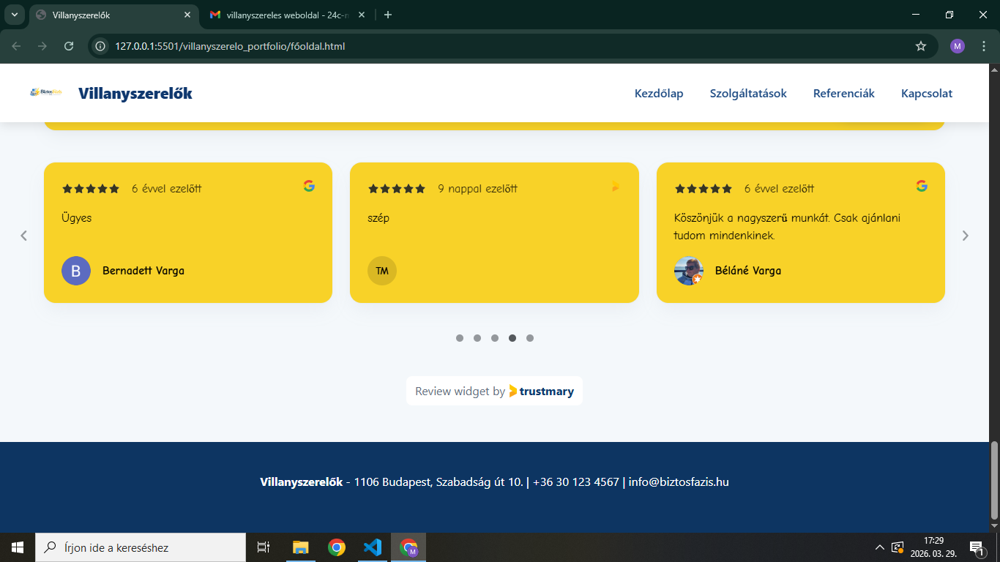 Villanyszerelők
villanyszereles weboldal - 24c-n
127.0.0.1:5501/villanyszerelo_portfolio/főoldal.html
M
Villanyszerelők
Kezdőlap
Szolgáltatások
Referenciák
Kapcsolat
6 évvel ezelőtt
Ügyes
B
Bernadett Varga
9 nappal ezelőtt
szép
TM
6 évvel ezelőtt
Köszönjük a nagyszerű munkát. Csak ajánlani
tudom mindenkinek.
Béláné Varga
Review widget by trustmary
Villanyszerelők - 1106 Budapest, Szabadság út 10. | +36 30 123 4567 | info@biztosfazis.hu
Írjon ide a kereséshez
M
17:29
2026. 03. 29.
1